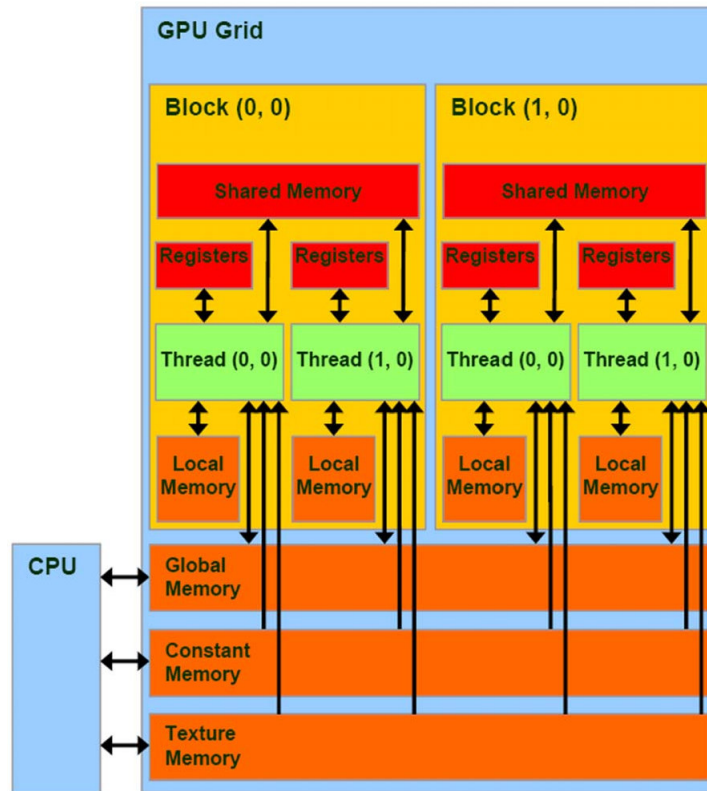 GPU Grid
Block (0, 0)
Block (1, 0)
Shared Memory
Shared Memory
Registers
Registers
Registers
Registers
Thread (0, 0)
Thread (1, 0)
Thread (0, 0)
Thread (1, 0)
Local
Memory
Local
Memory
Local
Memory
Local
Memory
CPU
Global
Memory
Constant
Memory
Texture
Memory